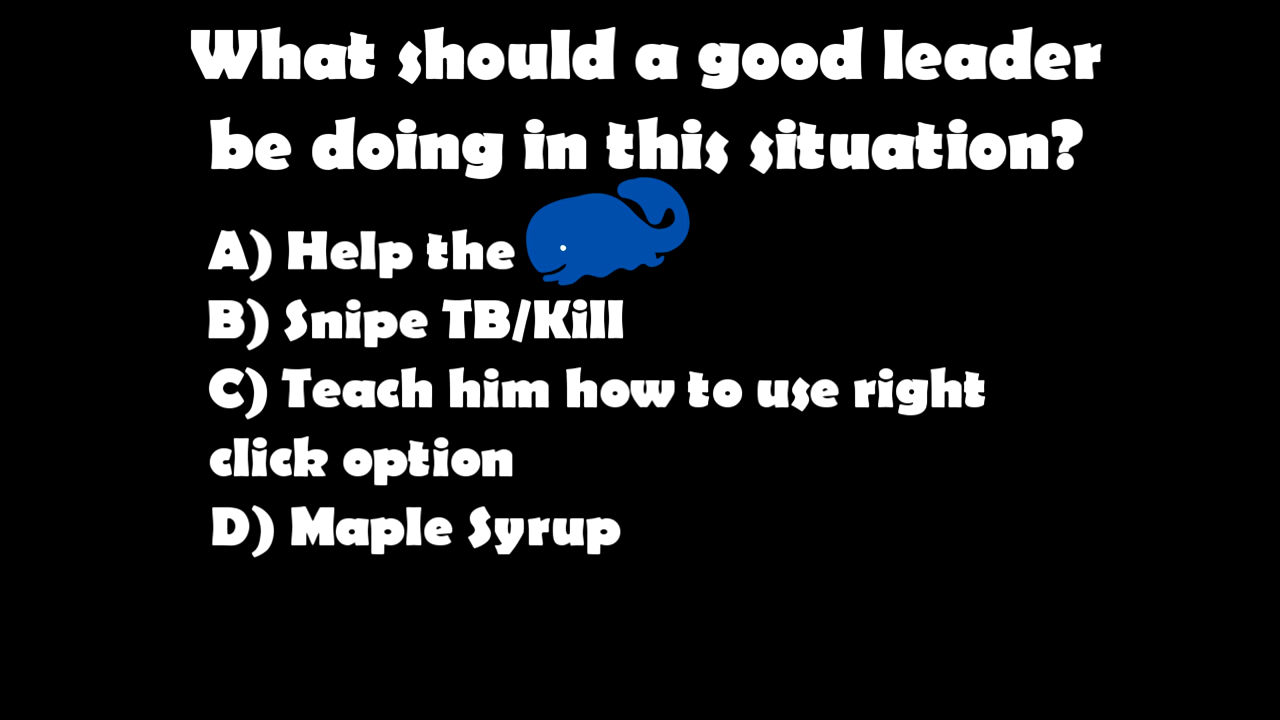 What should a good leader
be doing in this situation?
A) Help the
B) Snipe TB/Kill
C) Teach him how to use right
click option
D) Maple Syrup